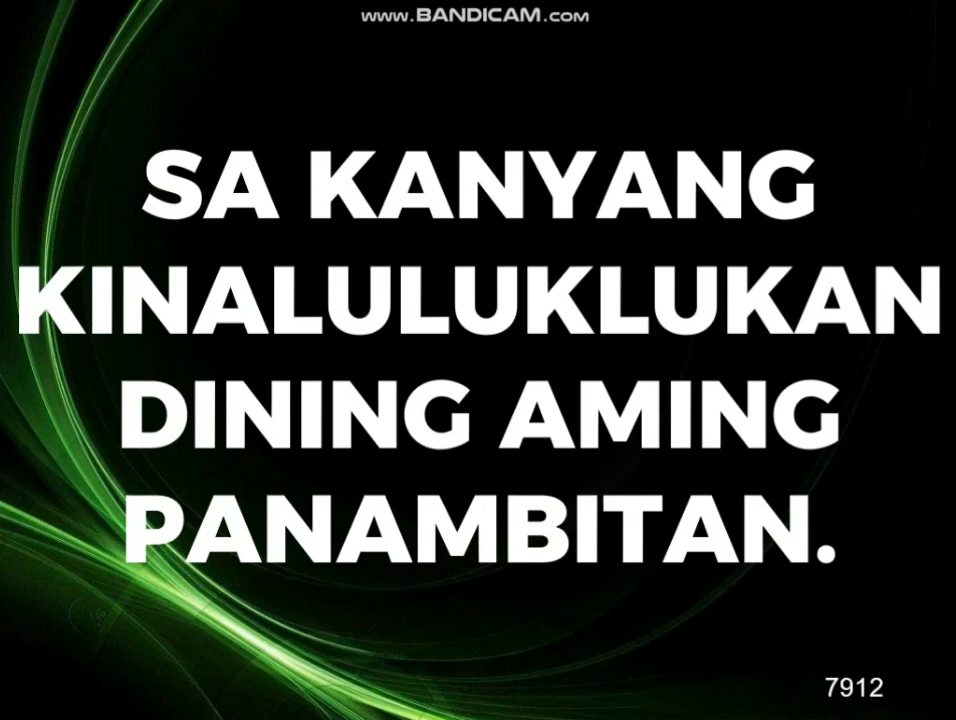 www.BANDICAM.com
SA KANYANG
KINALULUKLUKAN
DINING AMING
PANAMBITAN.
7912